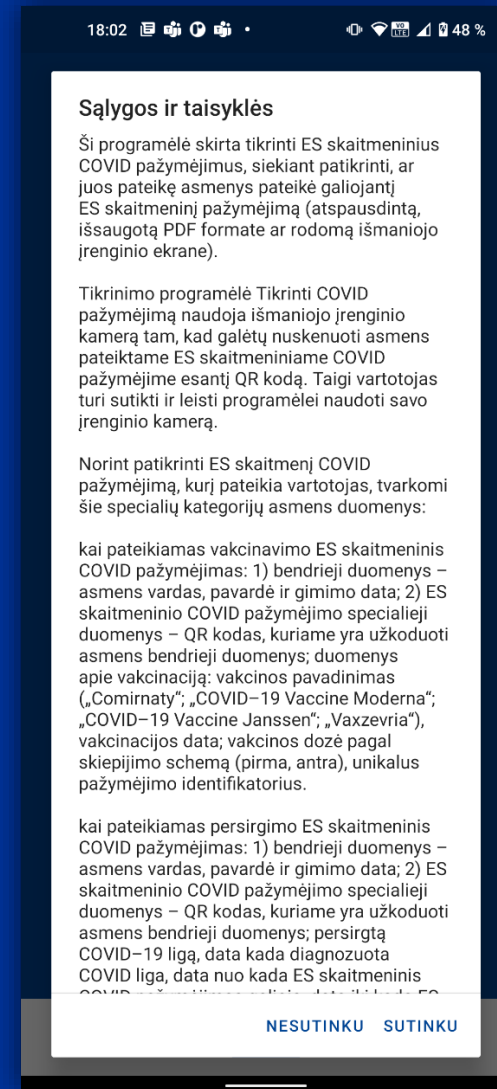 18:02
VO LTE
48 %
Sąlygos ir taisyklės
Ši programėlė skirta tikrinti ES skaitmeninius
COVID pažymėjimus, siekiant patikrinti, ar
juos pateikę asmenys pateikė galiojantį
ES skaitmeninį pažymėjimą (atspausdintą,
išsaugotą PDF formate ar rodomą išmaniojo
įrenginio ekrane).
Tikrinimo programėlė Tikrinti COVID
pažymėjimą naudoja išmaniojo įrenginio
kamerą tam, kad galėtų nuskenuoti asmens
pateiktame ES skaitmeniniame COVID
pažymėjime esantį QR kodą. Taigi vartotojas
turi sutikti ir leisti programėlei naudoti savo
įrenginio kamerą.
Norint patikrinti ES skaitmenį COVID
pažymėjimą, kurį pateikia vartotojas, tvarkomi
šie specialių kategorijų asmens duomenys:
kai pateikiamas vakcinavimo ES skaitmeninis
COVID pažymėjimas: 1) bendrieji duomenys –
asmens vardas, pavardė ir gimimo data; 2) ES
skaitmeninio COVID pažymėjimo specialieji
duomenys – QR kodas, kuriame yra užkoduoti
asmens bendrieji duomenys; duomenys
apie vakcinaciją: vakcinos pavadinimas
(„Comirnaty“; „COVID–19 Vaccine Moderna“;
„COVID–19 Vaccine Janssen“; „Vaxzevria“),
vakcinacijos data; vakcinos dozė pagal
skiepijimo schemą (pirma, antra), unikalus
pažymėjimo identifikatorius.
kai pateikiamas persirgimo ES skaitmeninis
COVID pažymėjimas: 1) bendrieji duomenys –
asmens vardas, pavardė ir gimimo data; 2) ES
skaitmeninio COVID pažymėjimo specialieji
duomenys – QR kodas, kuriame yra užkoduoti
asmens bendrieji duomenys; persirgtą
COVID–19 ligą, data kada diagnozuota
COVID liga, data nuo kada ES skaitmeninis
NESUTINKU SUTINKU